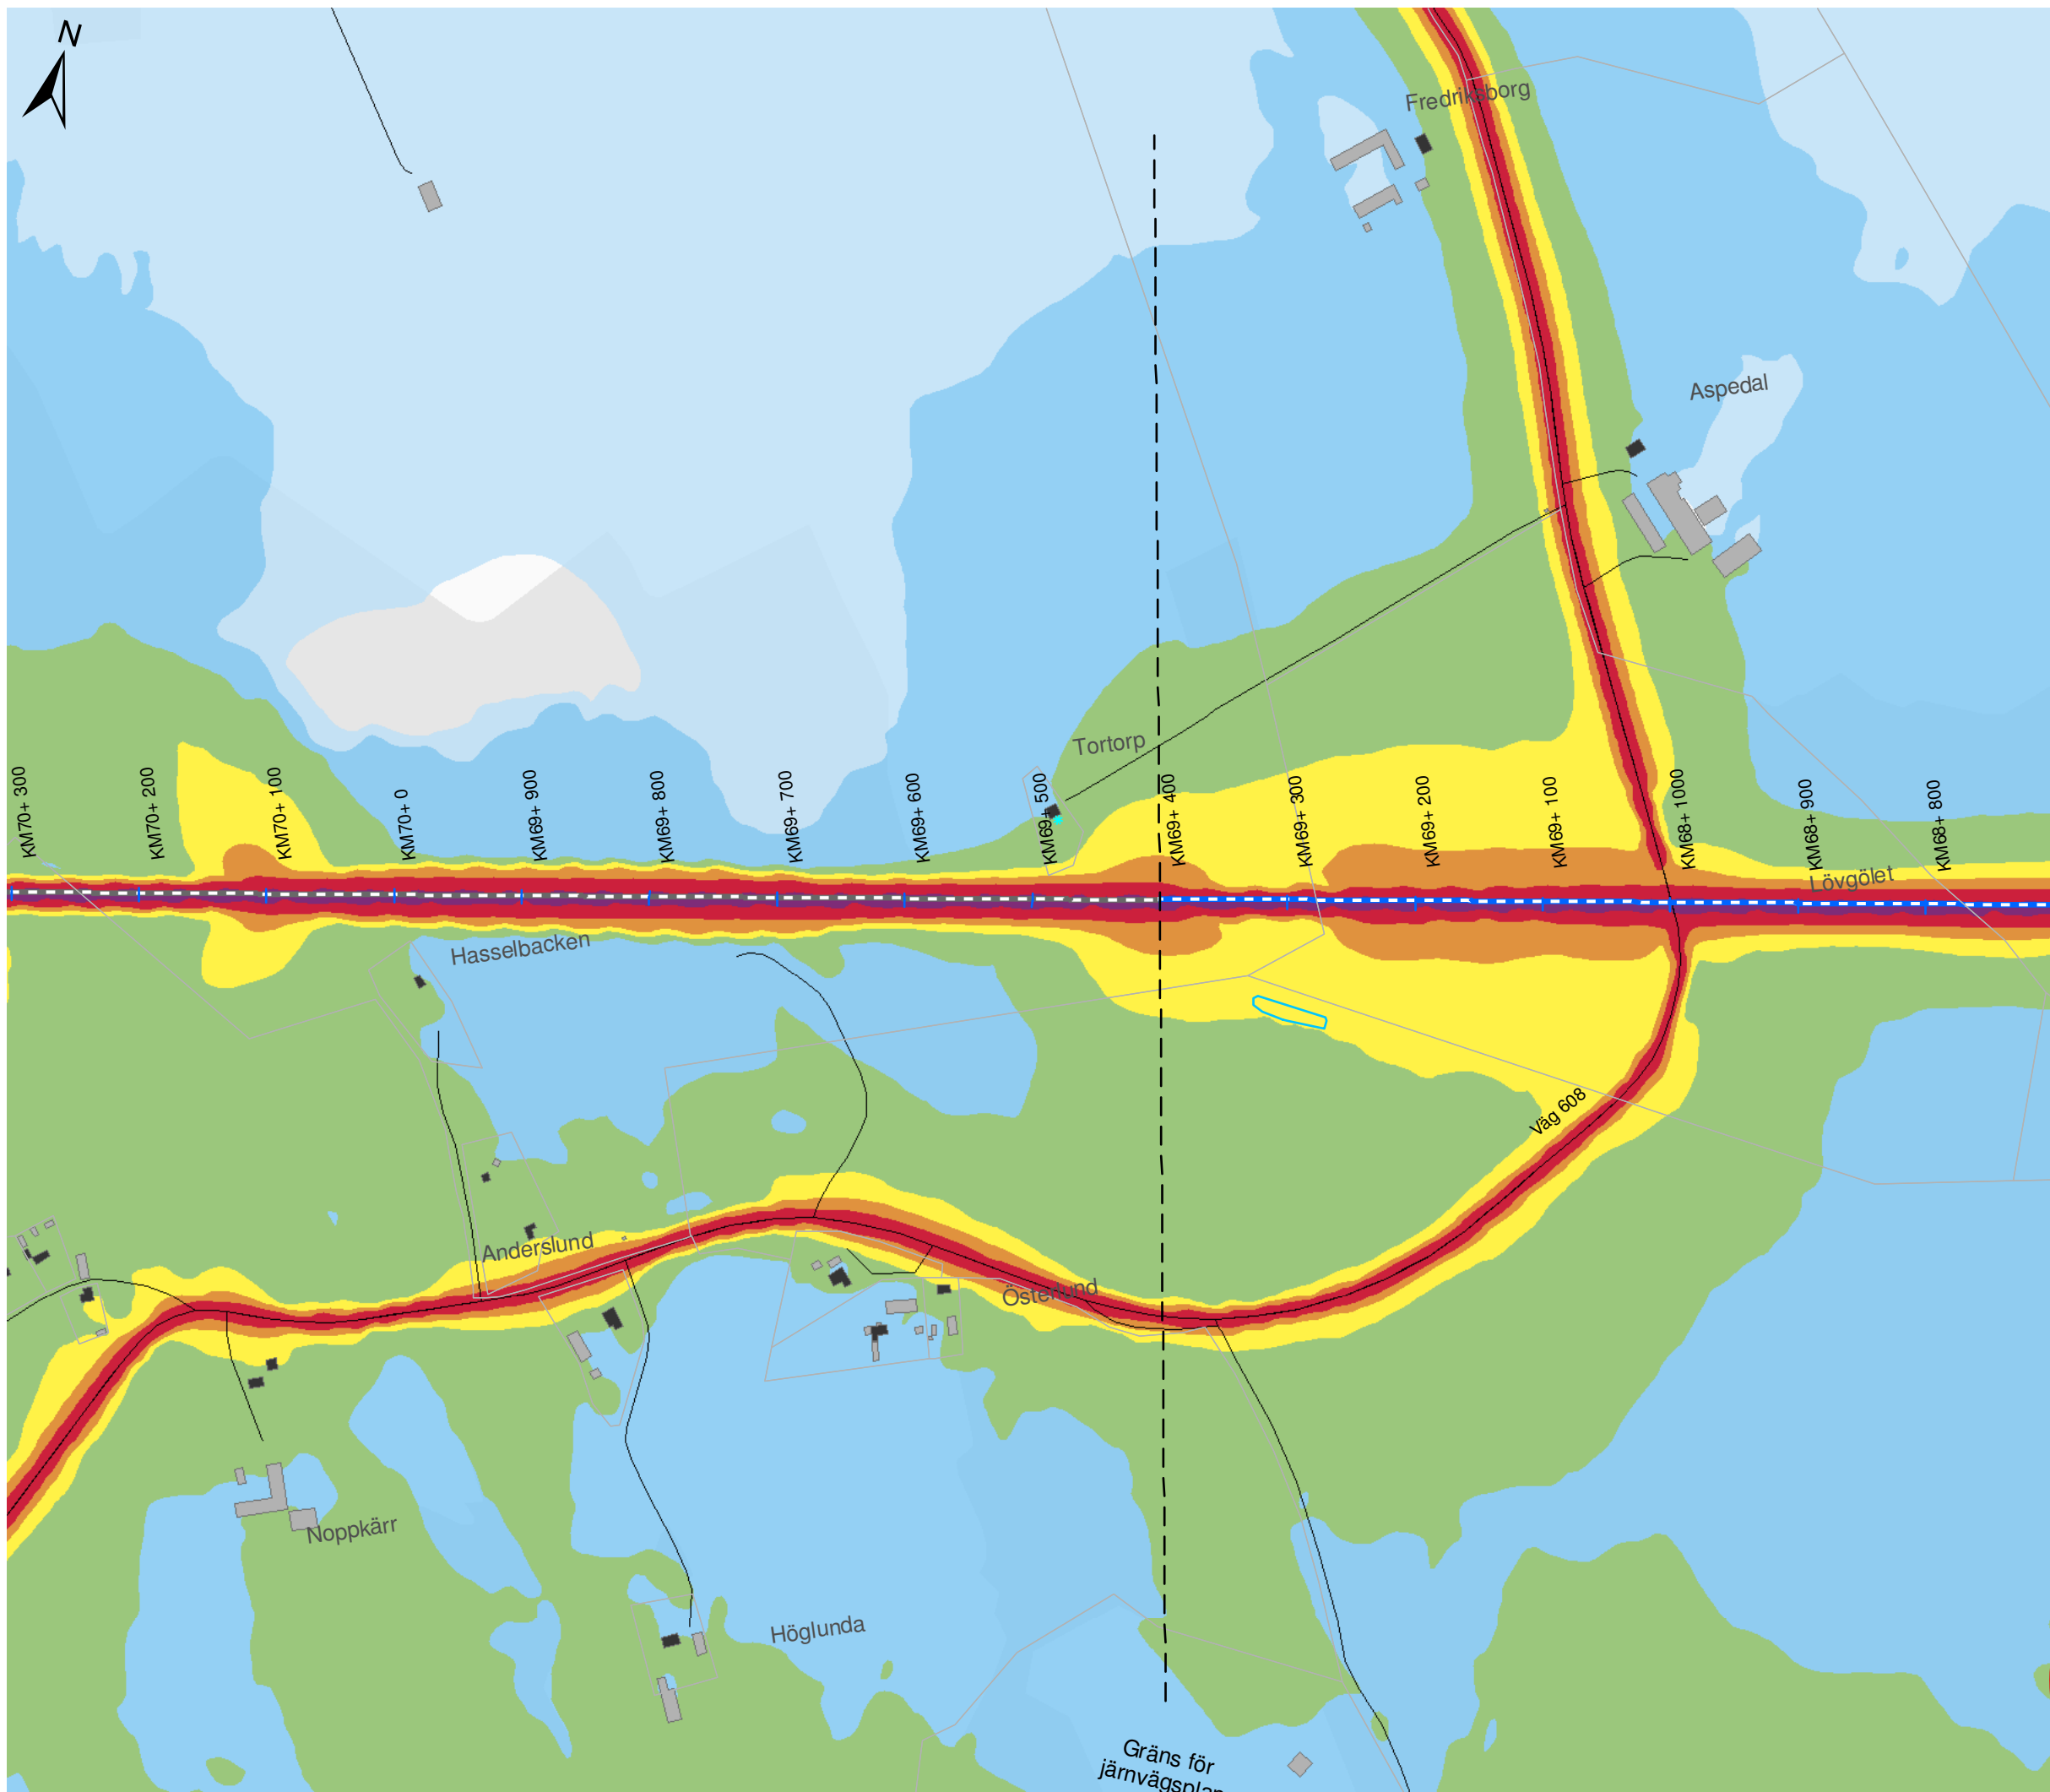 N
Fredriksborg
Aspedal
Tortorp
KM70+ 300
KM70+ 200
KM70+ 100
KM70+ 0
KM69+ 900
KM69+ 800
KM69+ 700
KM69+ 600
KM69+ 500
KM69+ 400
KM69+ 300
KM69+ 200
KM69+ 100
KM68+ 1000
KM68+ 900
KM68+ 800
Lövgölet
Hasselbacken
Väg 608
Anderslund
Österlund
Noppkärr
Höglunda
Gräns för
järnvägsplan